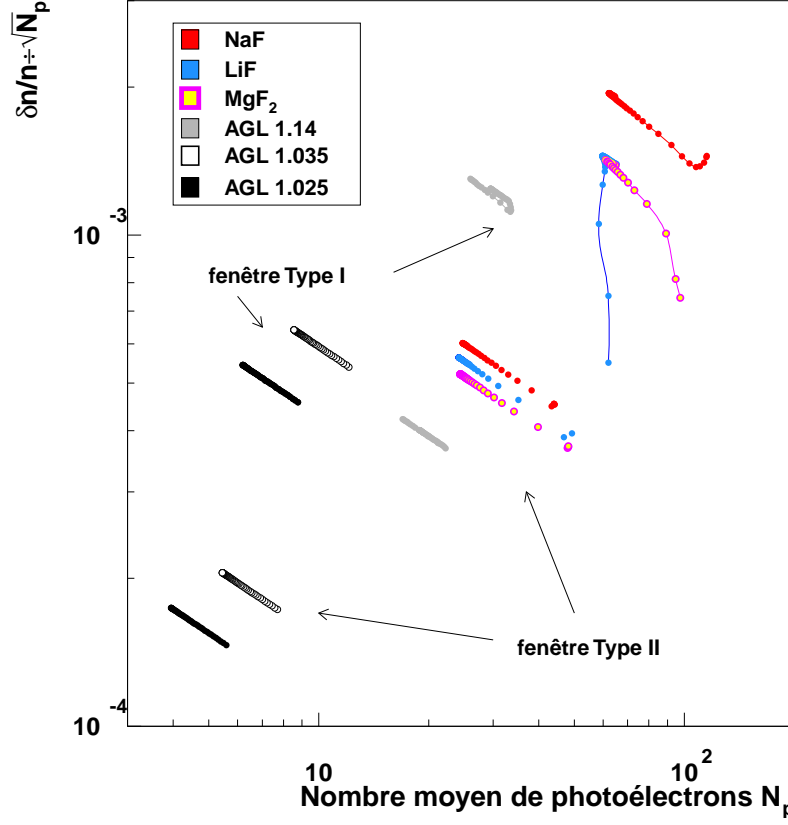 δn/n÷√Np
NaF
LiF
MgF₂
AGL 1.14
AGL 1.035
AGL 1.025
10⁻³
fenêtre Type I
fenêtre Type II
10⁻⁴
10
10²
Nombre moyen de photoélectrons Np